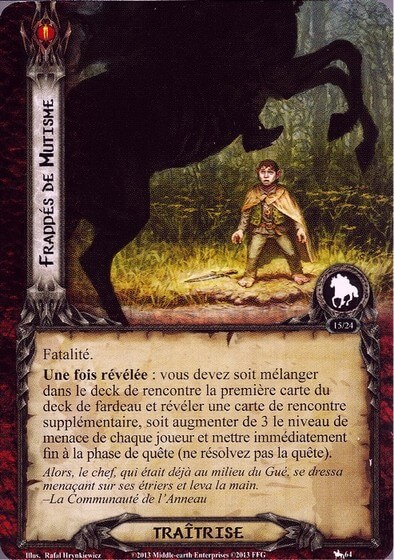 Frappés de Mutisme
15/24
Fatalité.
Une fois révélée : vous devez soit mélanger
dans le deck de rencontre la première carte du
deck de fardeau et révéler une carte de rencontre
supplémentaire, soit augmenter de 3 le niveau de
menace de chaque joueur et mettre immédiatement
fin à la phase de quête (ne résolvez pas la quête).
Alors, le chef, qui était déjà au milieu du Gué, se dressa
menaçant sur ses étriers et leva la main.
–La Communauté de l'Anneau
TRAÎTRISE
Illus. Rafał Hrynkiewicz ©2013 Middle-earth Enterprises ©2013 FFG 64